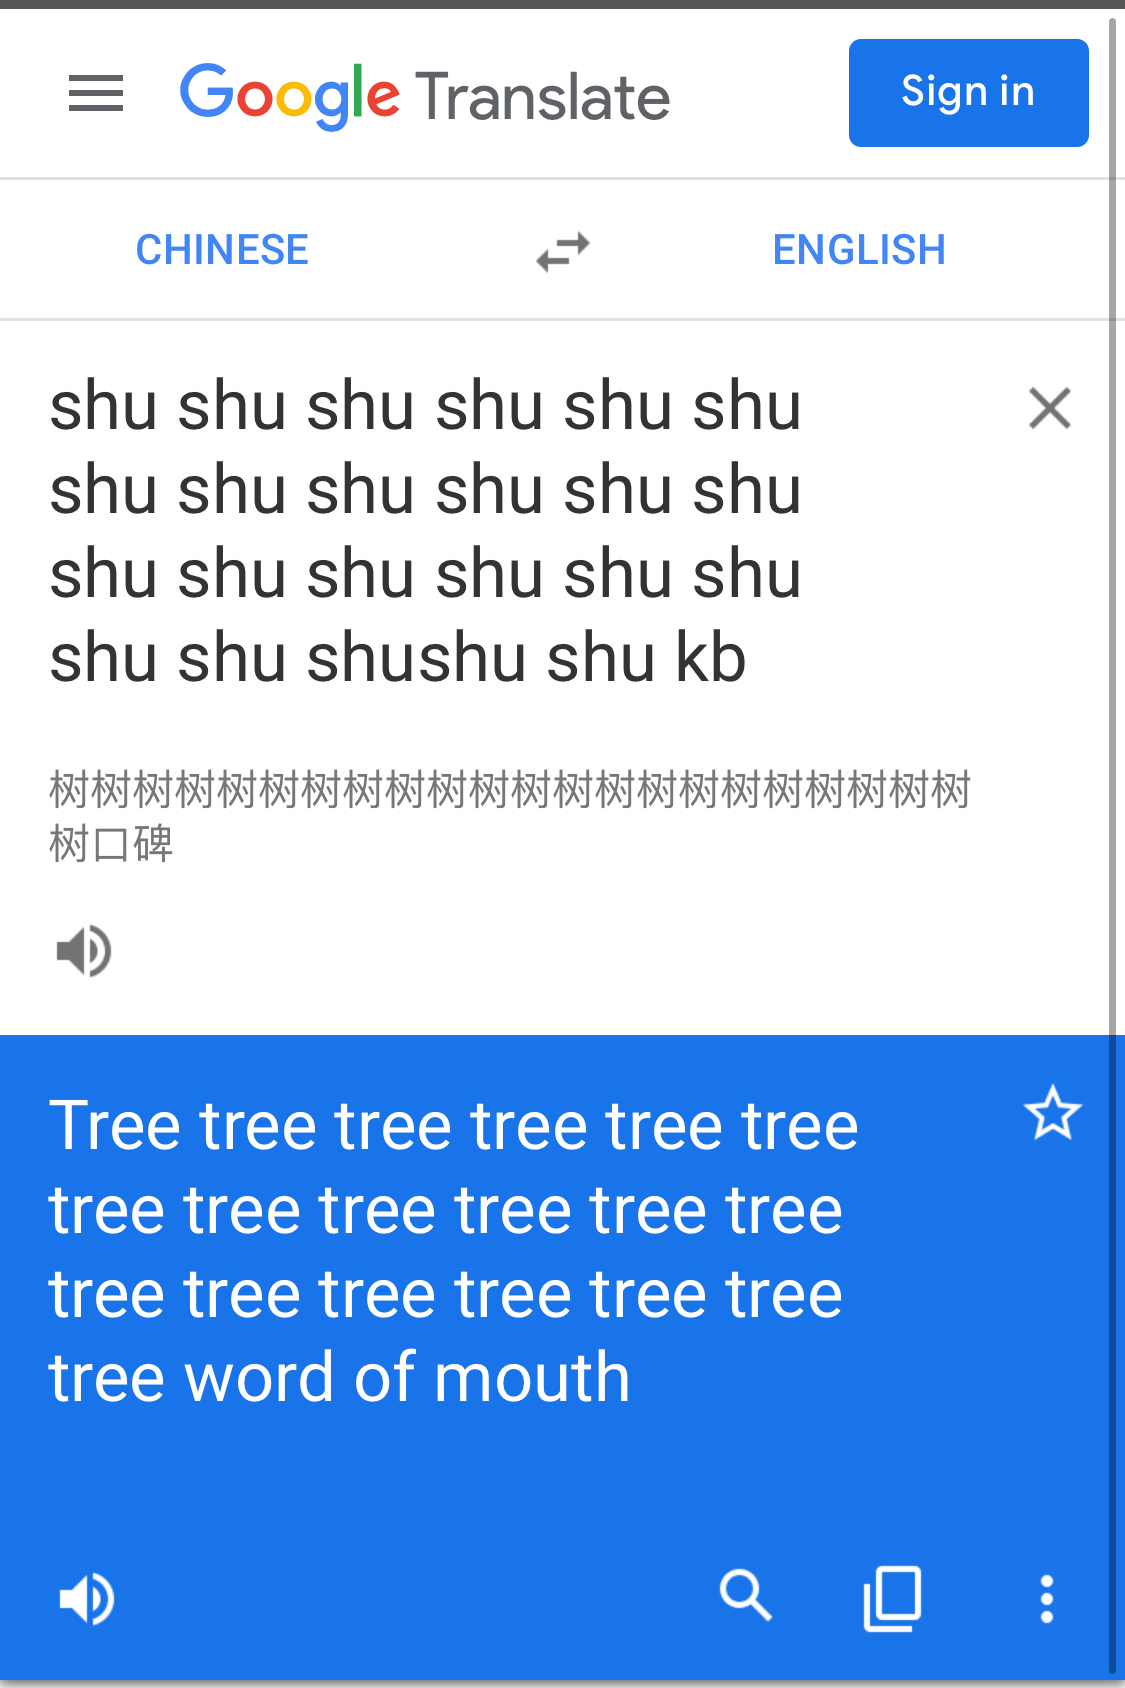 Google Translate
Sign in
CHINESE
ENGLISH
shu shu shu shu shu shu
shu shu shu shu shu shu
shu shu shu shu shu shu
shu shu shushu shu kb
树树树树树树树树树树树树树树树树树树树树树树
树口碑
Tree tree tree tree tree tree
tree tree tree tree tree tree
tree tree tree tree tree tree
tree word of mouth